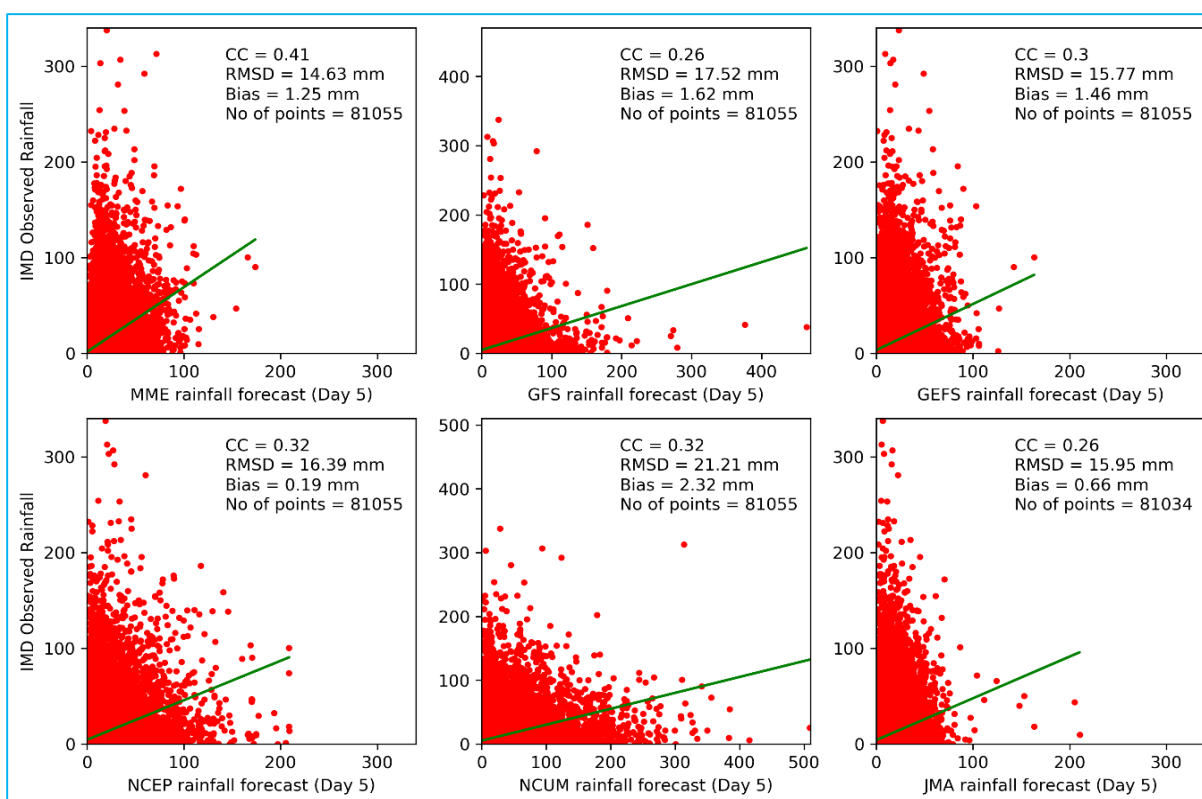 IMD Observed Rainfall
300
200
100
0
0
100
200
300
MME rainfall forecast (Day 5)
CC = 0.41
RMSD = 14.63 mm
Bias = 1.25 mm
No of points = 81055
400
300
200
100
0
0
100
200
300
400
GFS rainfall forecast (Day 5)
CC = 0.26
RMSD = 17.52 mm
Bias = 1.62 mm
No of points = 81055
300
200
100
0
0
100
200
300
GEFS rainfall forecast (Day 5)
CC = 0.3
RMSD = 15.77 mm
Bias = 1.46 mm
No of points = 81055
IMD Observed Rainfall
300
200
100
0
0
100
200
300
NCEP rainfall forecast (Day 5)
CC = 0.32
RMSD = 16.39 mm
Bias = 0.19 mm
No of points = 81055
500
400
300
200
100
0
0
100
200
300
400
500
NCUM rainfall forecast (Day 5)
CC = 0.32
RMSD = 21.21 mm
Bias = 2.32 mm
No of points = 81055
300
200
100
0
0
100
200
300
JMA rainfall forecast (Day 5)
CC = 0.26
RMSD = 15.95 mm
Bias = 0.66 mm
No of points = 81034